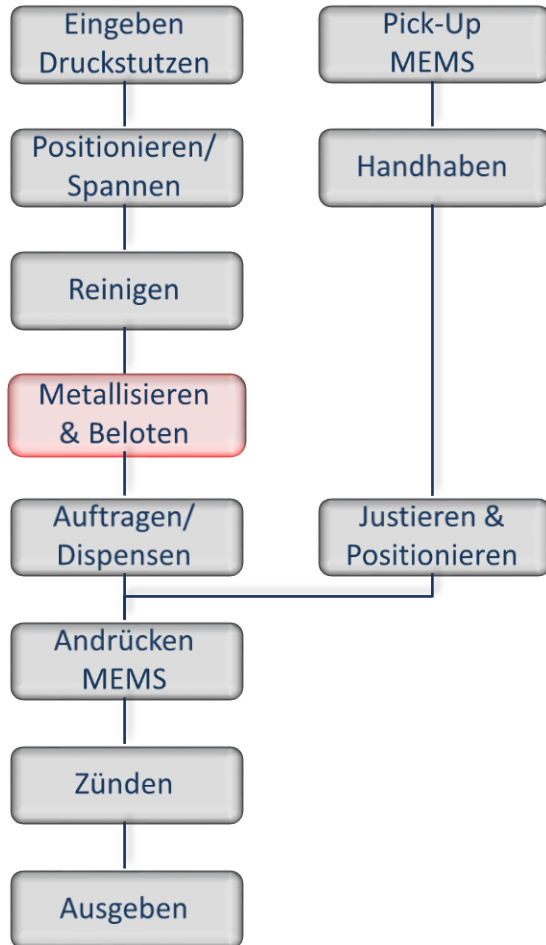 Eingeben
Druckstutzen
Pick-Up
MEMS
Positionieren/
Spannen
Handhaben
Reinigen
Metallisieren
& Beloten
Auftragen/
Dispensen
Justieren &
Positionieren
Andrücken
MEMS
Zünden
Ausgeben